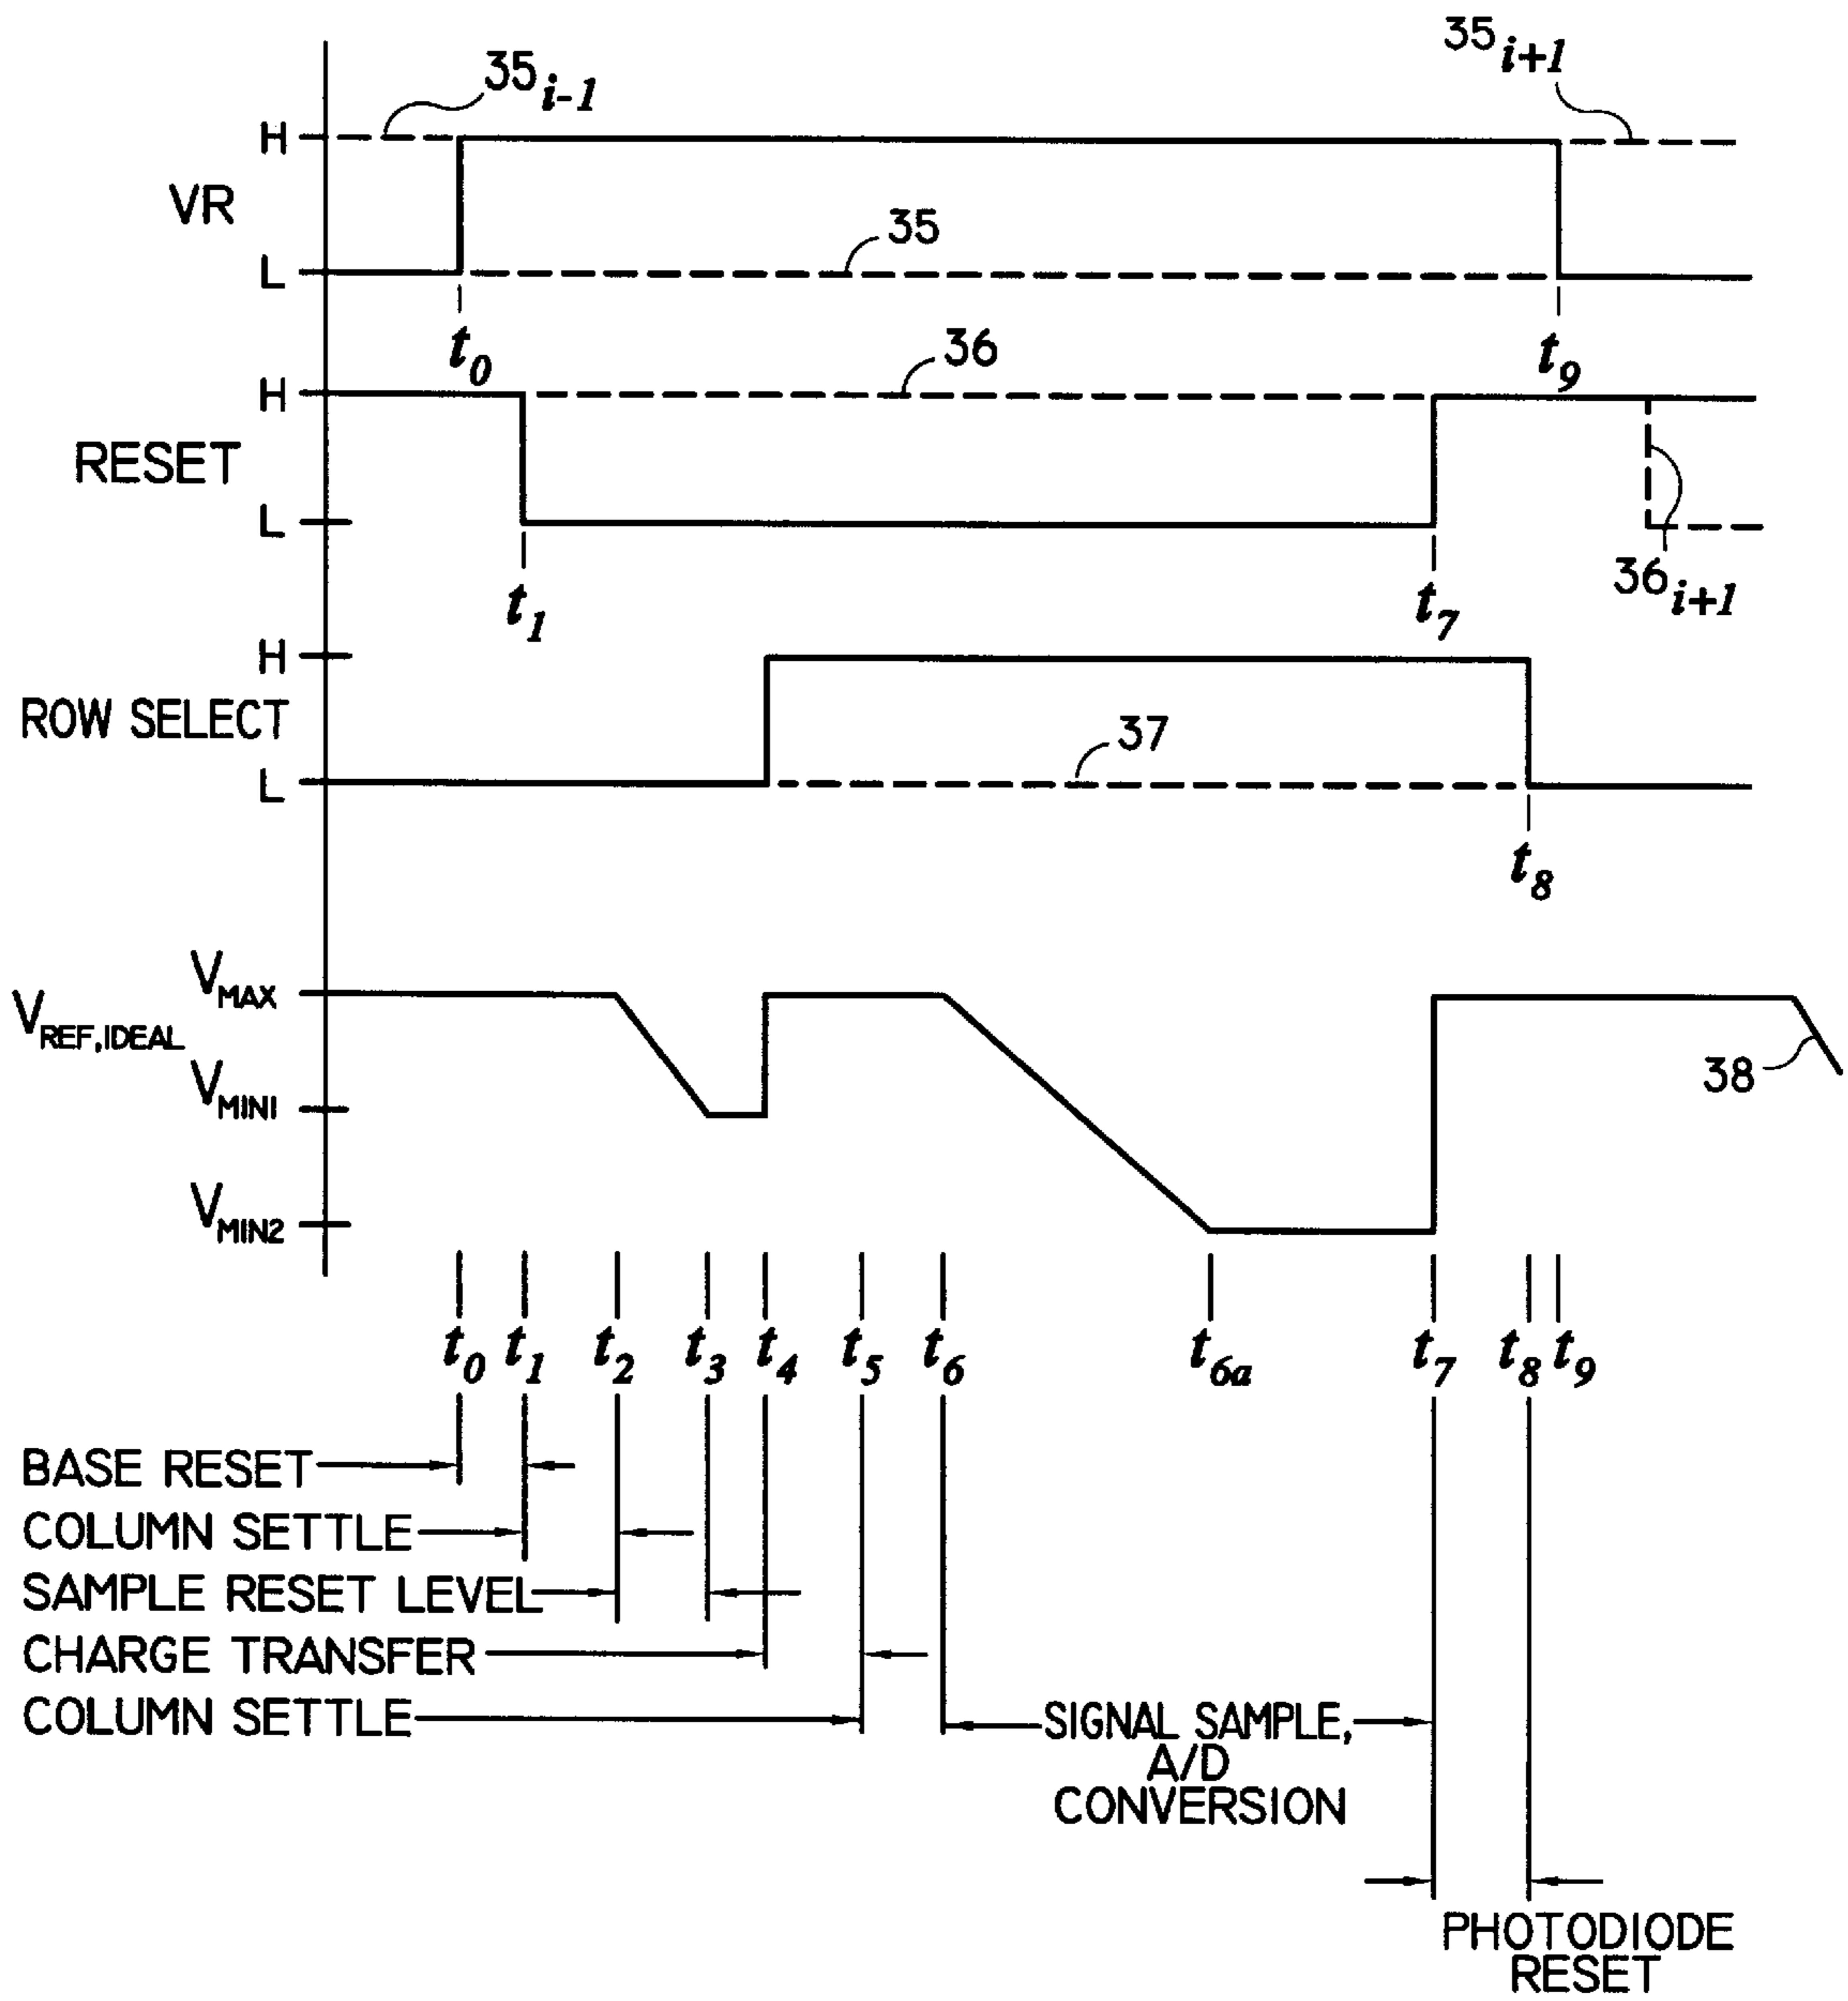 35i-1
35i+1
H
VR
35
L
t0
36
t9
H
RESET
L
36i+1
t1
t7
H
ROW SELECT
37
L
t8
VMAX
VREF,IDEAL
VMIN1
38
VMIN2
t0 t1 t2 t3 t4 t5 t6 t6a t7 t8 t9
BASE RESET
COLUMN SETTLE
SAMPLE RESET LEVEL
CHARGE TRANSFER
COLUMN SETTLE
SIGNAL SAMPLE,
A/D
CONVERSION
PHOTODIODE
RESET